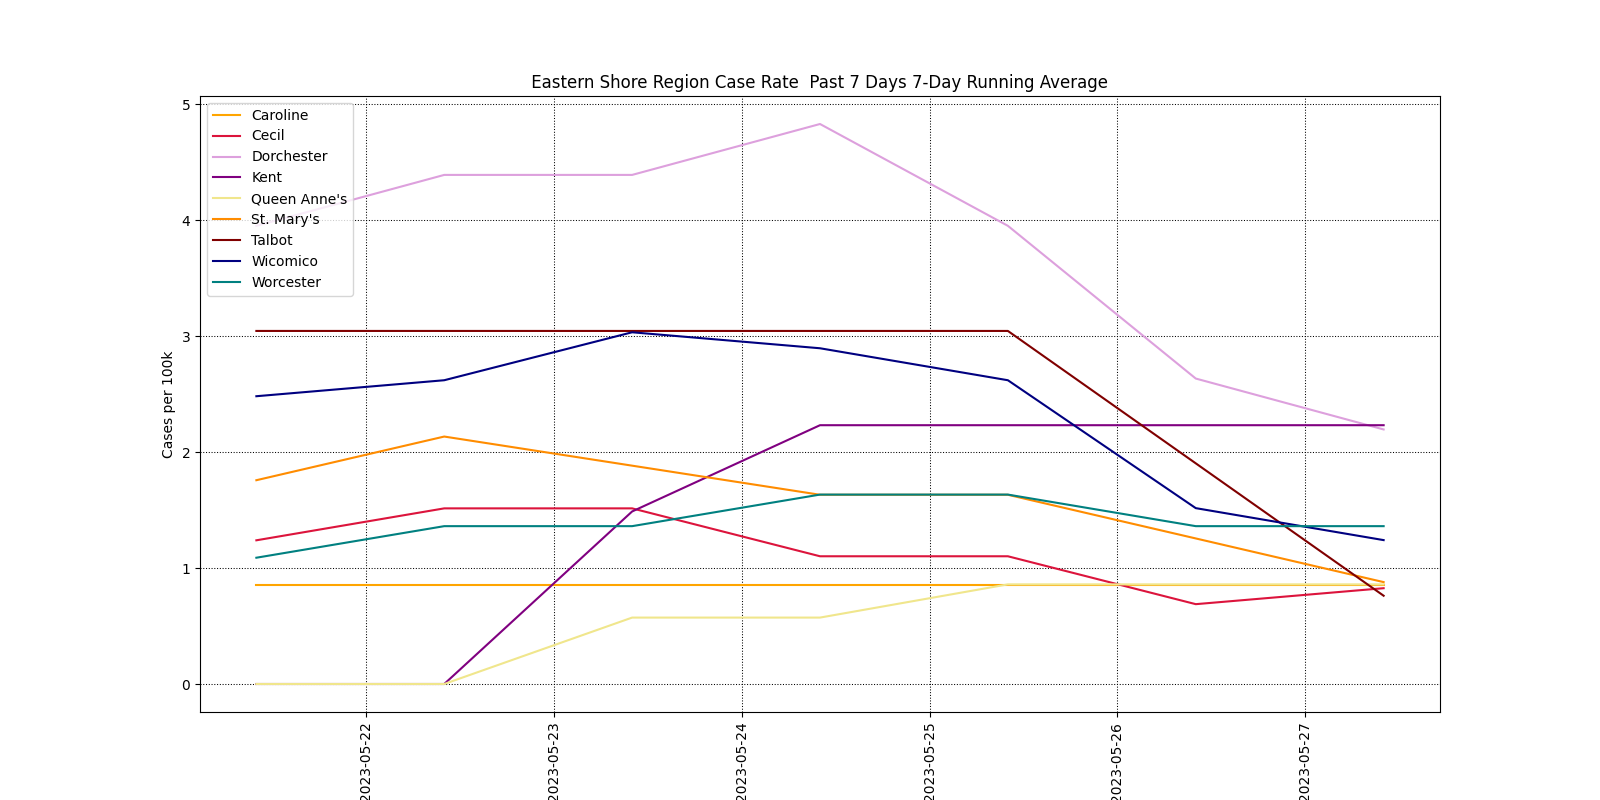 Eastern Shore Region Case Rate  Past 7 Days 7-Day Running Average
Cases per 100k
5
4
3
2
1
0
Caroline
Cecil
Dorchester
Kent
Queen Anne's
St. Mary's
Talbot
Wicomico
Worcester
2023-05-22
2023-05-23
2023-05-24
2023-05-25
2023-05-26
2023-05-27